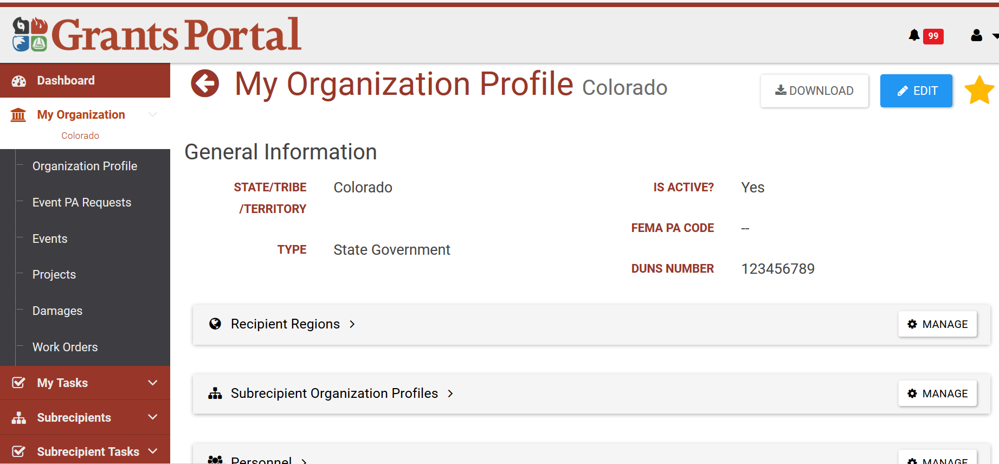 Grants Portal
99
Dashboard
My Organization
Colorado
Organization Profile
Event PA Requests
Events
Projects
Damages
Work Orders
My Tasks
Subrecipients
Subrecipient Tasks
My Organization Profile Colorado
DOWNLOAD
EDIT
General Information
STATE/TRIBE
/TERRITORY
Colorado
TYPE
State Government
IS ACTIVE?
Yes
FEMA PA CODE
--
DUNS NUMBER
123456789
Recipient Regions
MANAGE
Subrecipient Organization Profiles
MANAGE
Personnel
MANAGE